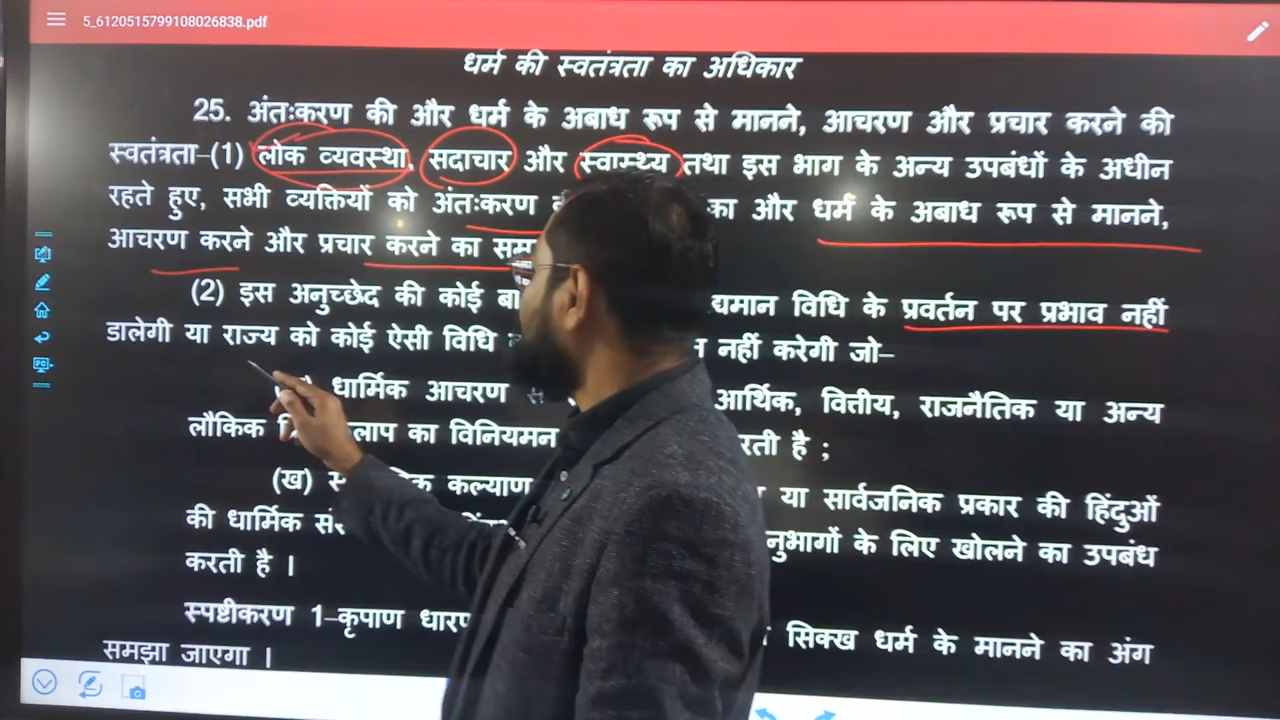 5_6120515799108026838.pdf
धर्म की स्वतंत्रता का अधिकार
25. अंतःकरण की और धर्म के अबाध रूप से मानने, आचरण और प्रचार करने की
स्वतंत्रता–(1) लोक व्यवस्था, सदाचार और स्वास्थ्य तथा इस भाग के अन्य उपबंधों के अधीन
रहते हुए, सभी व्यक्तियों को अंतःकरण का और धर्म के अबाध रूप से मानने,
आचरण करने और प्रचार करने का
(2) इस अनुच्छेद की कोई विधि के प्रवर्तन पर प्रभाव नहीं
डालेगी या राज्य को कोई ऐसी विधि नहीं करेगी जो–
धार्मिक आचरण आर्थिक, वित्तीय, राजनैतिक या अन्य
लौकिक का विनियमन है ;
(ख) कल्याण या सार्वजनिक प्रकार की हिंदुओं
की धार्मिक के लिए खोलने का उपबंध
करती है ।
स्पष्टीकरण 1–कृपाण सिक्ख धर्म के मानने का अंग
समझा जाएगा ।